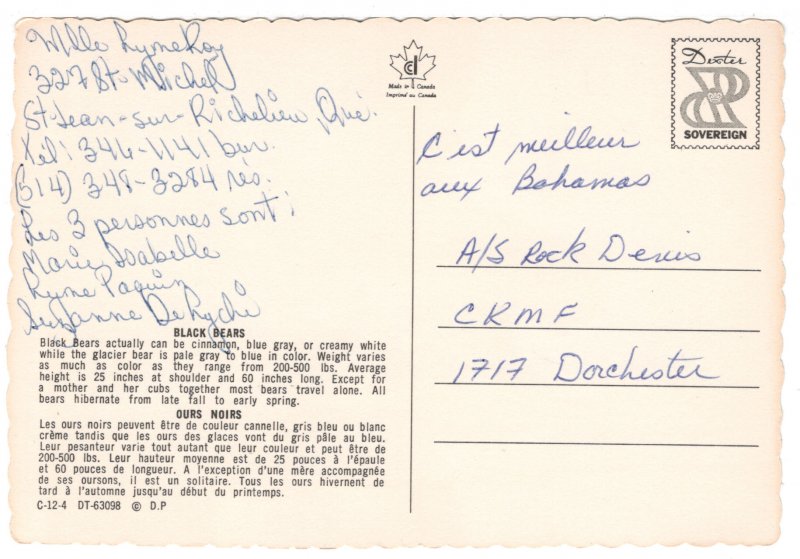 Mlle Lyne Roy
327 St-Michel
St-Jean-sur-Richelieu, Qué.
Tel: 346-1141 bur.
(514) 348-3284 rés.
Les 3 personnes sont:
Marie Isabelle
Lyne Paquin
Suzanne
BLACK BEARS
Black Bears actually can be cinnamon, blue gray, or creamy white
while the glacier bear is pale gray to blue in color. Weight varies
as much as color as they range from 200-500 lbs. Average
height is 25 inches at shoulder and 60 inches long. Except for
a mother and her cubs together most bears travel alone. All
bears hibernate from late fall to early spring.
OURS NOIRS
Les ours noirs peuvent être de couleur cannelle, gris bleu ou blanc
crème tandis que les ours des glaces vont du gris pâle au bleu.
Leur pesanteur varie tout autant que leur couleur et peut être de
200-500 lbs. Leur hauteur moyenne est de 25 pouces à l'épaule
et 60 pouces de longueur. A l'exception d'une mère accompagnée
de ses oursons, il est un solitaire. Tous les ours hivernent de
tard à l'automne jusqu'au début du printemps.
C-12-4 DT-63098 © D.P
Made in Canada
Imprimé au Canada
Dexter
SOVEREIGN
C'est meilleur
aux Bahamas
A/S Rock Denis
CKMF
1717 Dorchester